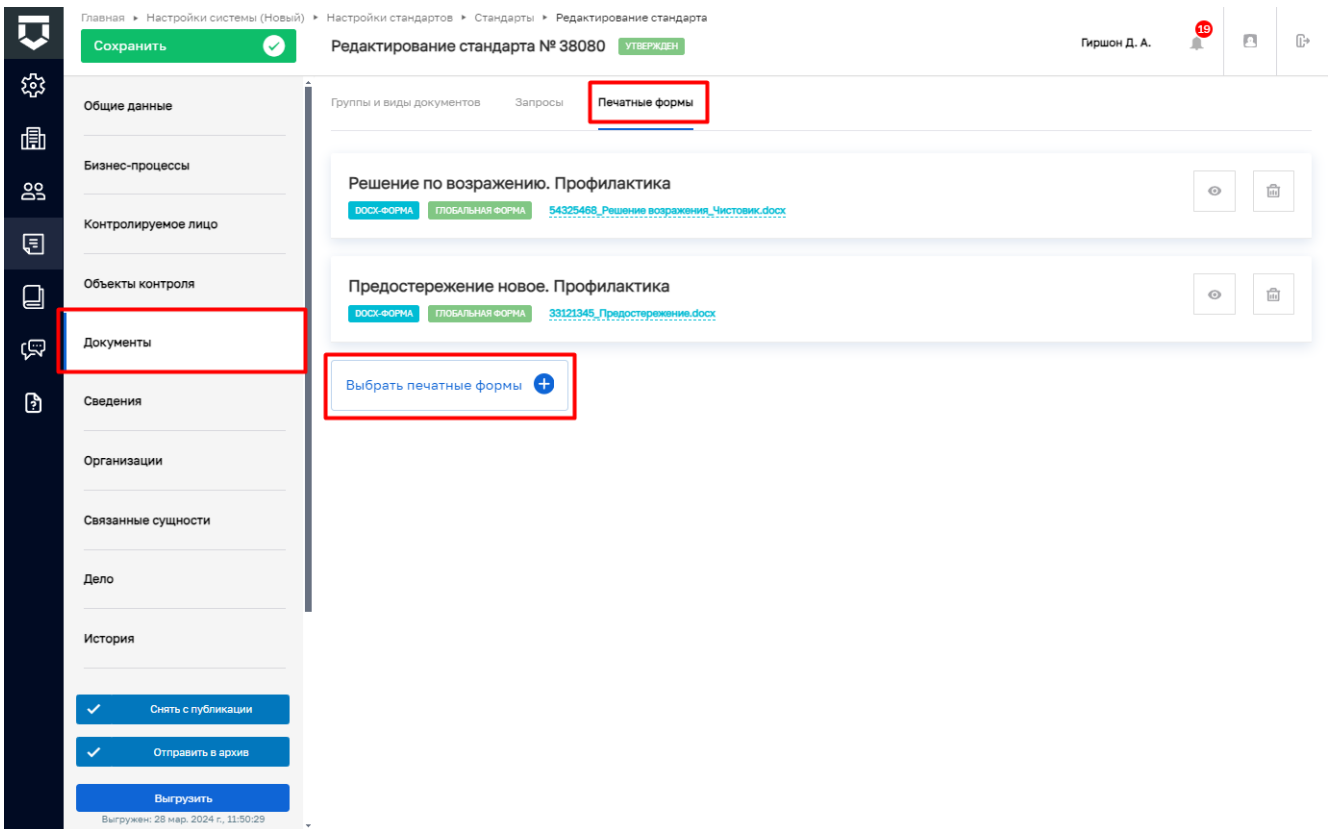 Главная ▸ Настройки системы (Новый) ▸ Настройки стандартов ▸ Стандарты ▸ Редактирование стандарта
Сохранить
Редактирование стандарта № 38080 УТВЕРЖДЕН
Гиршон Д. А.
19
Общие данные
Бизнес-процессы
Контролируемое лицо
Объекты контроля
Документы
Сведения
Организации
Связанные сущности
Дело
История
Снять с публикации
Отправить в архив
Выгрузить
Выгружен: 28 мар. 2024 г., 11:50:29
Группы и виды документов Запросы Печатные формы
Решение по возражению. Профилактика
DOCX-ФОРМА ГЛОБАЛЬНАЯ ФОРМА 54325468_Решение возражения_Чистовик.docx
Предостережение новое. Профилактика
DOCX-ФОРМА ГЛОБАЛЬНАЯ ФОРМА 33121345_Предостережение.docx
Выбрать печатные формы